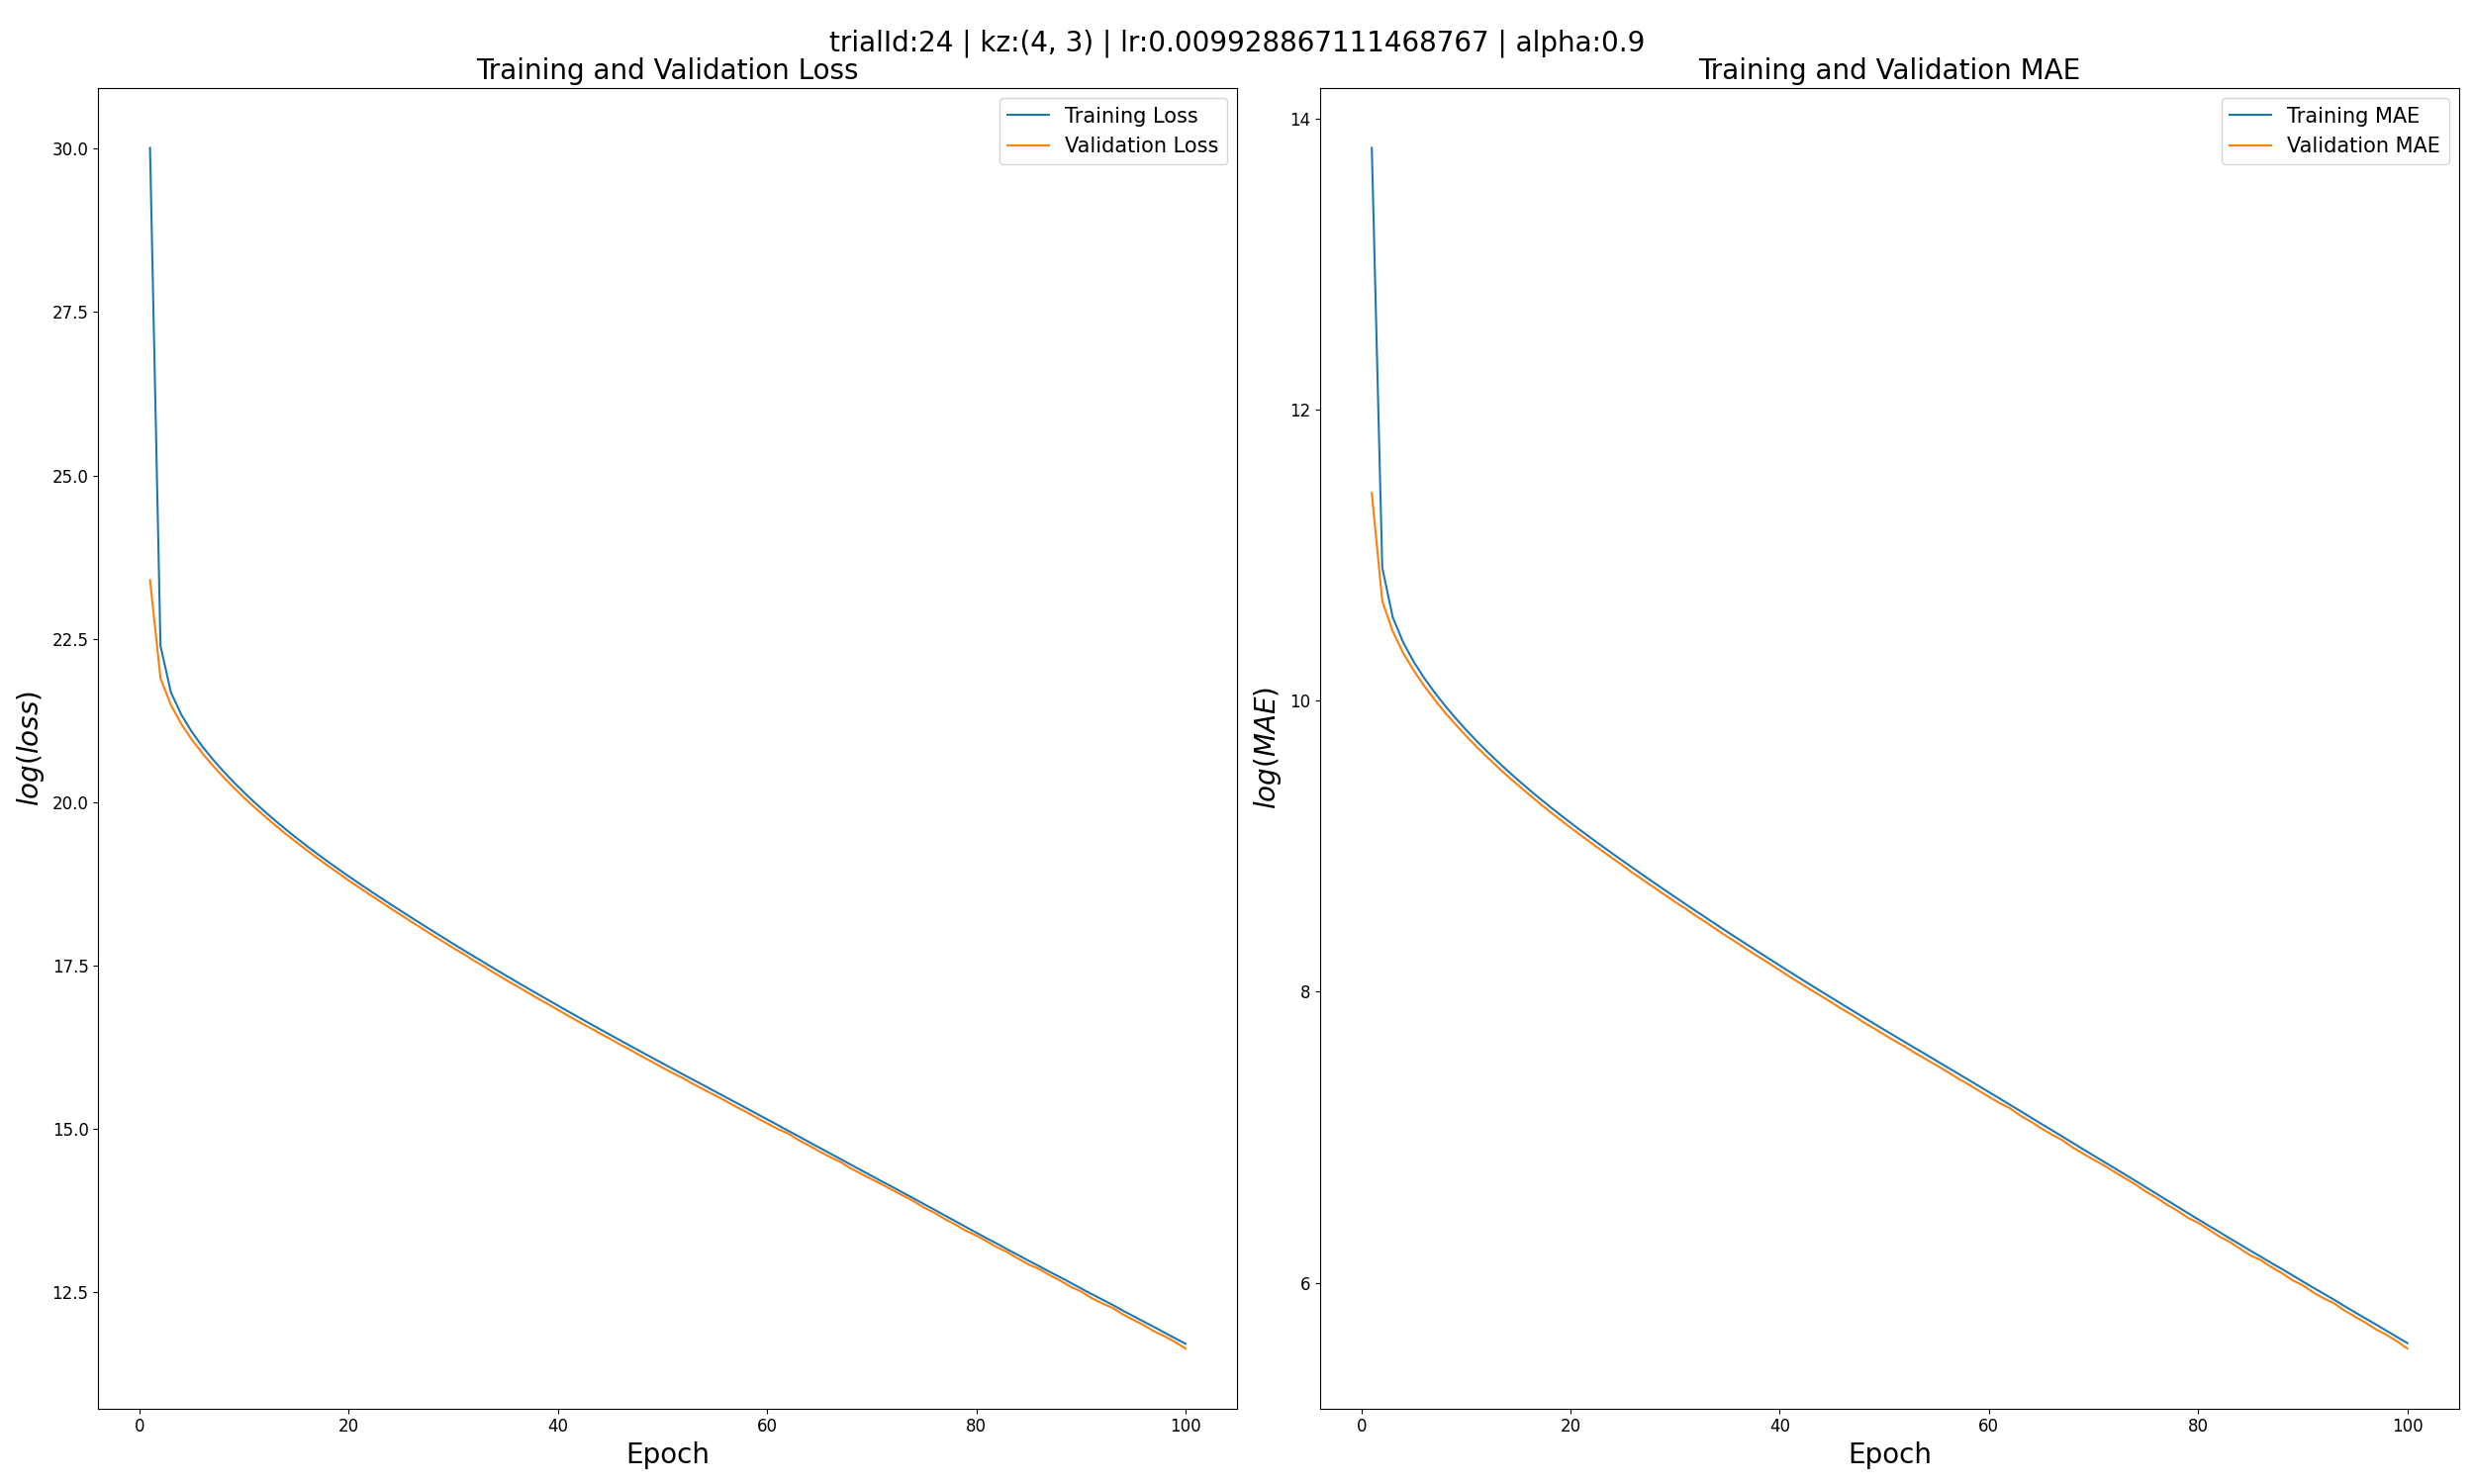 trialId:24 | kz:(4, 3) | lr:0.009928867111468767 | alpha:0.9
Training and Validation Loss
Training Loss
Validation Loss
30.0
27.5
25.0
22.5
20.0
17.5
15.0
12.5
log(loss)
0 20 40 60 80 100
Epoch
Training and Validation MAE
Training MAE
Validation MAE
14
12
10
8
6
log(MAE)
0 20 40 60 80 100
Epoch